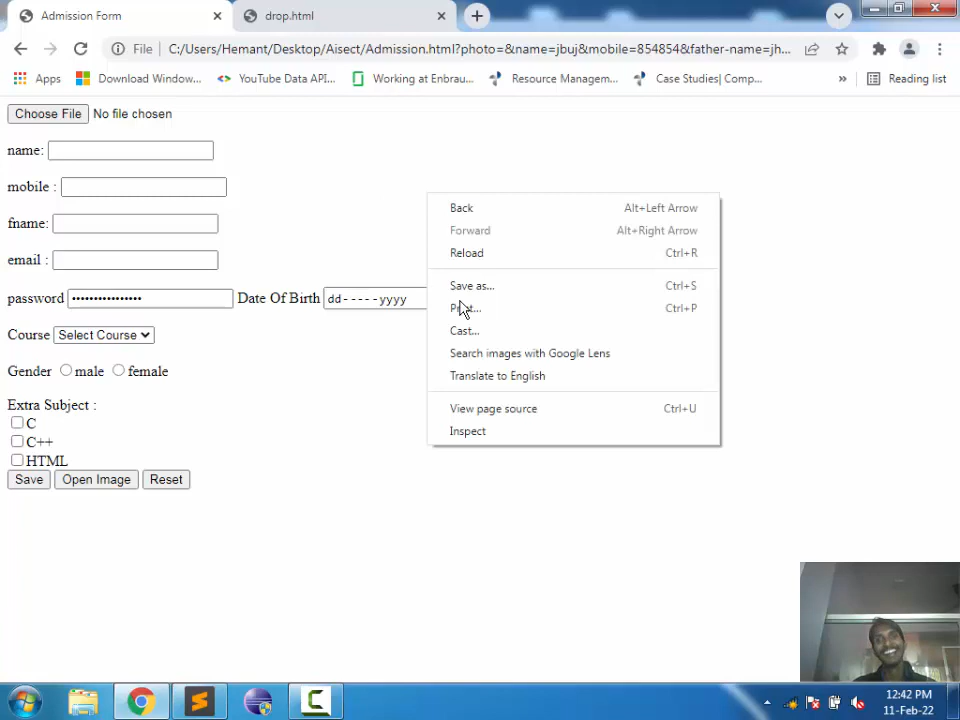 Admission Form
drop.html
File
C:/Users/Hemant/Desktop/Aisect/Admission.html?photo=&name=jbuj&mobile=854854&father-name=jh...
Apps
Download Window...
YouTube Data API...
Working at Enbrau...
Resource Managem...
Case Studies| Comp...
»
Reading list
Choose File No file chosen
name:
mobile :
fname:
email :
password •••••••••••••••• Date Of Birth dd-----yyyy
Course Select Course
Gender male female
Extra Subject :
C
C++
HTML
Save Open Image Reset
Back Alt+Left Arrow
Forward Alt+Right Arrow
Reload Ctrl+R
Save as... Ctrl+S
Ctrl+P
Cast...
Search images with Google Lens
Translate to English
View page source Ctrl+U
Inspect
12:42 PM
11-Feb-22